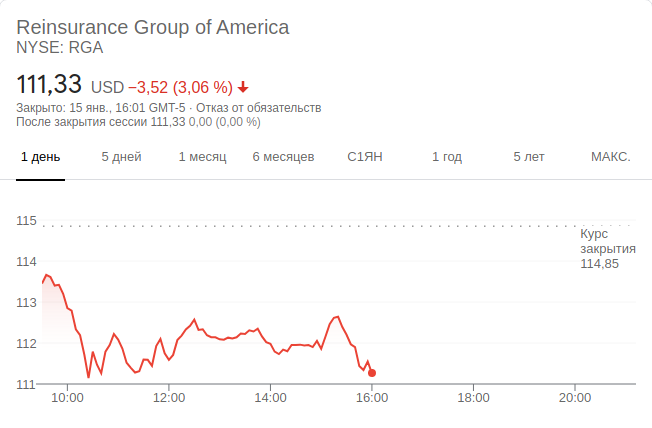 Reinsurance Group of America
NYSE: RGA
111,33 USD −3,52 (3,06 %)
Закрыто: 15 янв., 16:01 GMT-5 · Отказ от обязательств
После закрытия сессии 111,33 0,00 (0,00 %)
1 день 5 дней 1 месяц 6 месяцев С1ЯН 1 год 5 лет МАКС.
115
Курс
закрытия
114,85
114
113
112
111
10:00 12:00 14:00 16:00 18:00 20:00